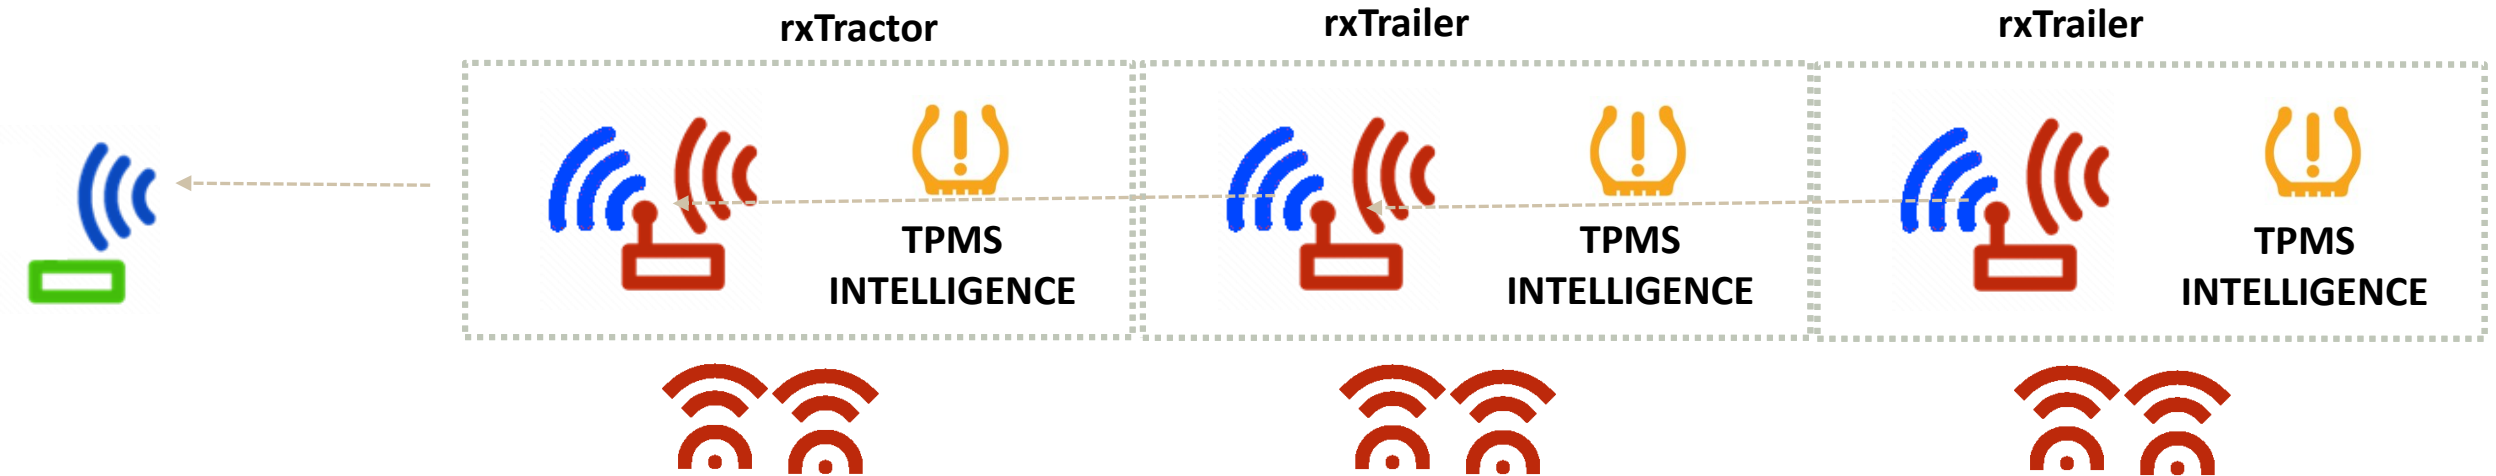 rxTractor
rxTrailer
rxTrailer
TPMS
INTELLIGENCE
TPMS
INTELLIGENCE
TPMS
INTELLIGENCE